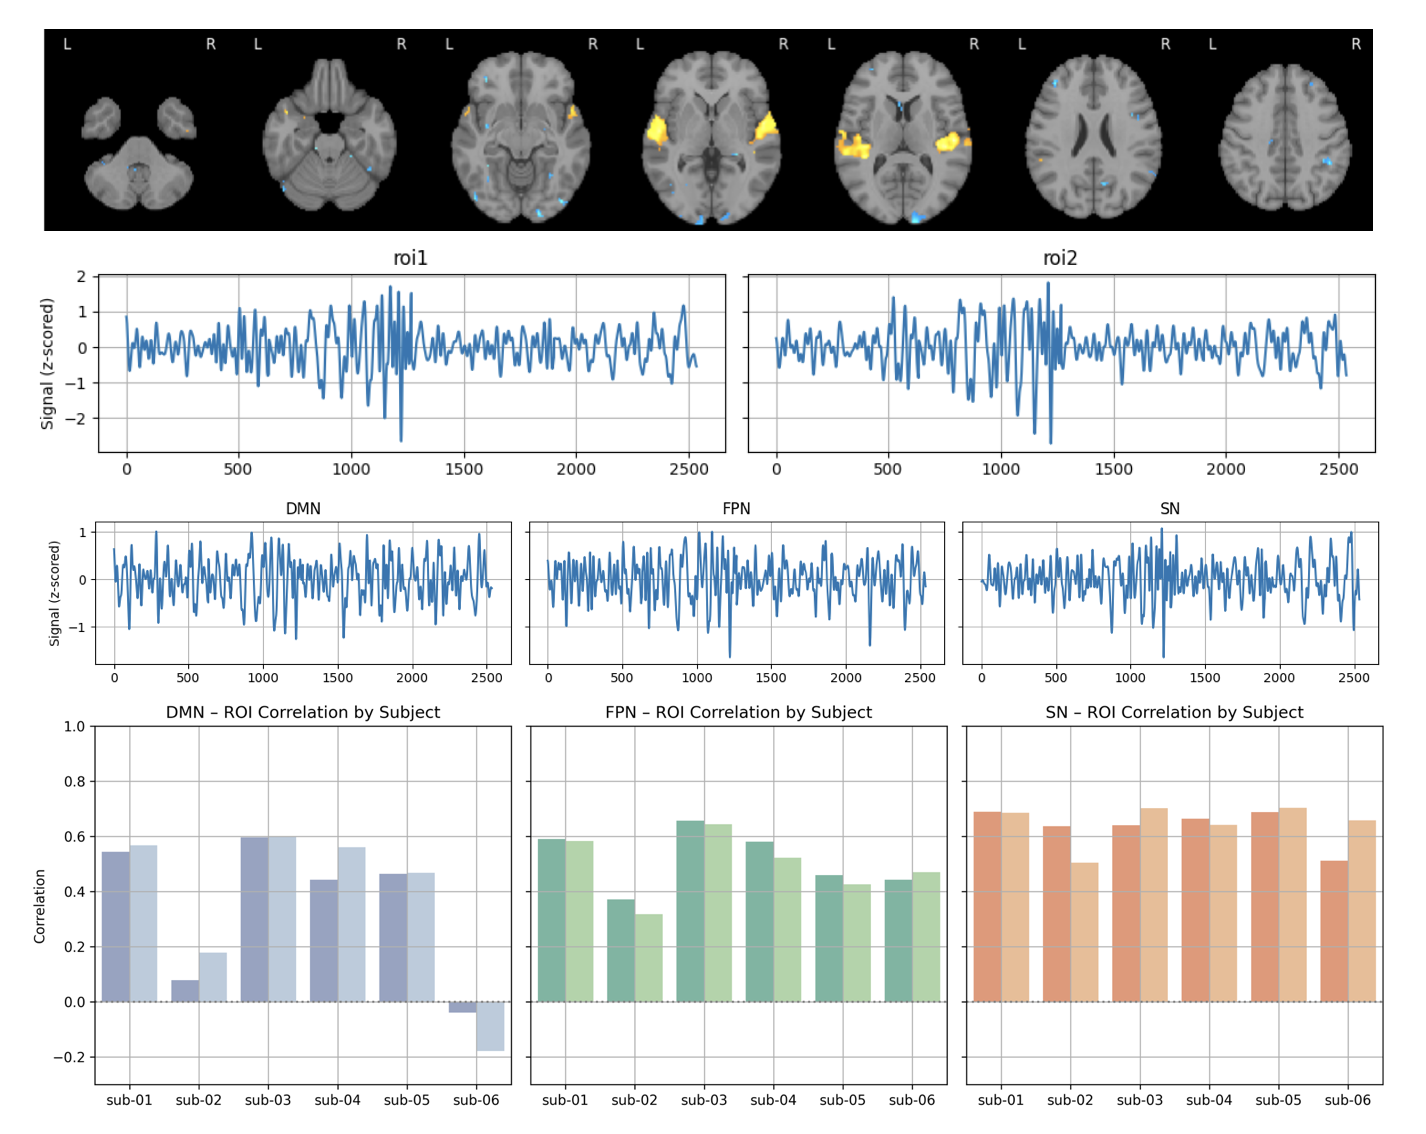 L R L R L R L R L R L R L R
roi1 roi2
Signal (z-scored)
2
1
0
−1
−2
0 500 1000 1500 2000 2500 0 500 1000 1500 2000 2500
DMN FPN SN
Signal (z-scored)
1
0
−1
0 500 1000 1500 2000 2500 0 500 1000 1500 2000 2500 0 500 1000 1500 2000 2500
DMN – ROI Correlation by Subject FPN – ROI Correlation by Subject SN – ROI Correlation by Subject
Correlation
1.0
0.8
0.6
0.4
0.2
0.0
−0.2
sub-01 sub-02 sub-03 sub-04 sub-05 sub-06 sub-01 sub-02 sub-03 sub-04 sub-05 sub-06 sub-01 sub-02 sub-03 sub-04 sub-05 sub-06